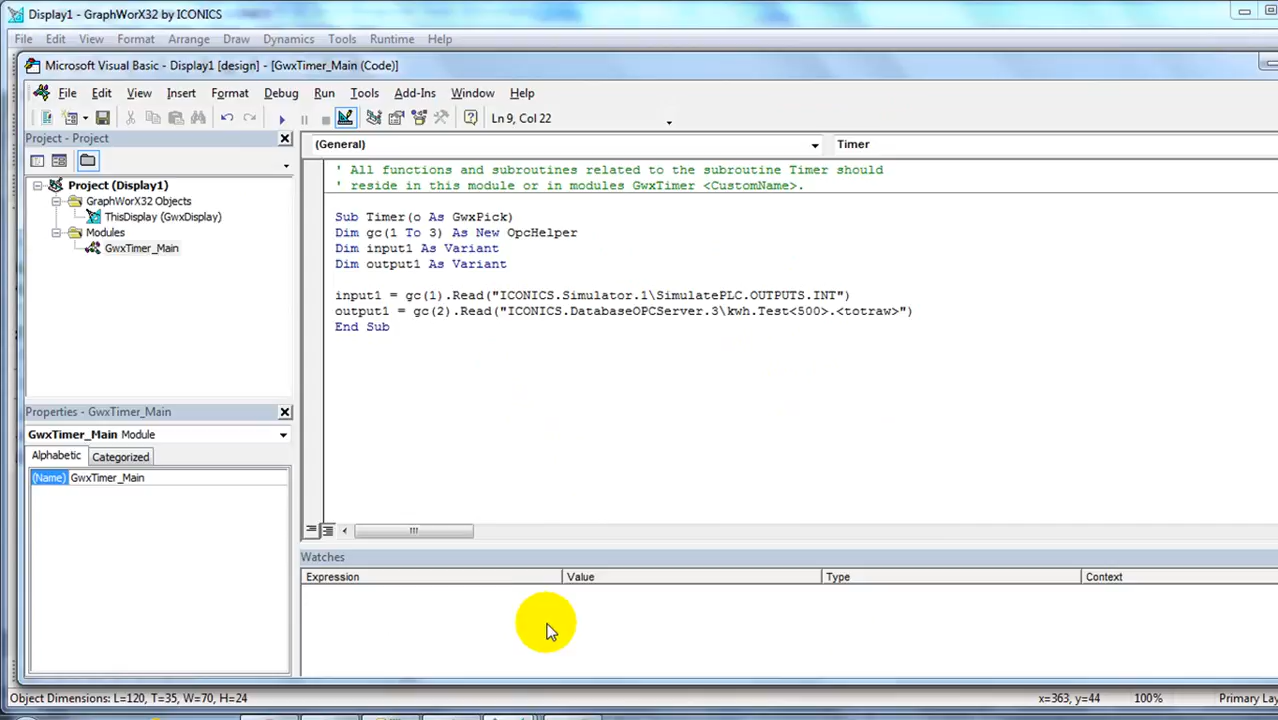 Display1 - GraphWorX32 by ICONICS
File Edit View Format Arrange Draw Dynamics Tools Runtime Help
Microsoft Visual Basic - Display1 [design] - [GwxTimer_Main (Code)]
File Edit View Insert Format Debug Run Tools Add-Ins Window Help
Ln 9, Col 22
Project - Project
(General) Timer
Project (Display1)
GraphWorX32 Objects
ThisDisplay (GwxDisplay)
Modules
GwxTimer_Main
' All functions and subroutines related to the subroutine Timer should
' reside in this module or in modules GwxTimer <CustomName>.
Sub Timer(o As GwxPick)
Dim gc(1 To 3) As New OpcHelper
Dim input1 As Variant
Dim output1 As Variant
input1 = gc(1).Read("ICONICS.Simulator.1\SimulatePLC.OUTPUTS.INT")
output1 = gc(2).Read("ICONICS.DatabaseOPCServer.3\kwh.Test<500>.<totraw>")
End Sub
Properties - GwxTimer_Main
GwxTimer_Main Module
Alphabetic Categorized
(Name) GwxTimer_Main
Watches
Expression Value Type Context
Object Dimensions: L=120, T=35, W=70, H=24 x=363, y=44 100% Primary Lay